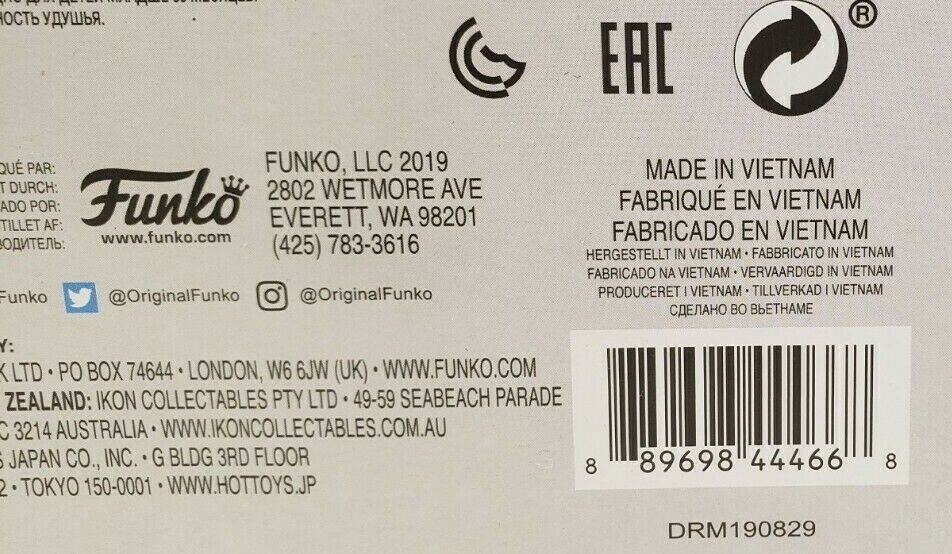 НОСТЬ УДУШЬЯ.
EAC
®
QUÉ PAR:
T DURCH:
ADO POR:
TILLET AF:
ВОДИТЕЛЬ:
Funko
www.funko.com
FUNKO, LLC 2019
2802 WETMORE AVE
EVERETT, WA 98201
(425) 783-3616
MADE IN VIETNAM
FABRIQUÉ EN VIETNAM
FABRICADO EN VIETNAM
HERGESTELLT IN VIETNAM • FABBRICATO IN VIETNAM
FABRICADO NA VIETNAM • VERVAARDIGD IN VIETNAM
PRODUCERET I VIETNAM • TILLVERKAD I VIETNAM
СДЕЛАНО ВО ВЬЕТНАМЕ
Funko @OriginalFunko @OriginalFunko
Y:
K LTD • PO BOX 74644 • LONDON, W6 6JW (UK) • WWW.FUNKO.COM
ZEALAND: IKON COLLECTABLES PTY LTD • 49-59 SEABEACH PARADE
C 3214 AUSTRALIA • WWW.IKONCOLLECTABLES.COM.AU
S JAPAN CO., INC. • G BLDG 3RD FLOOR
2 • TOKYO 150-0001 • WWW.HOTTOYS.JP
8 89698 44466 8
DRM190829